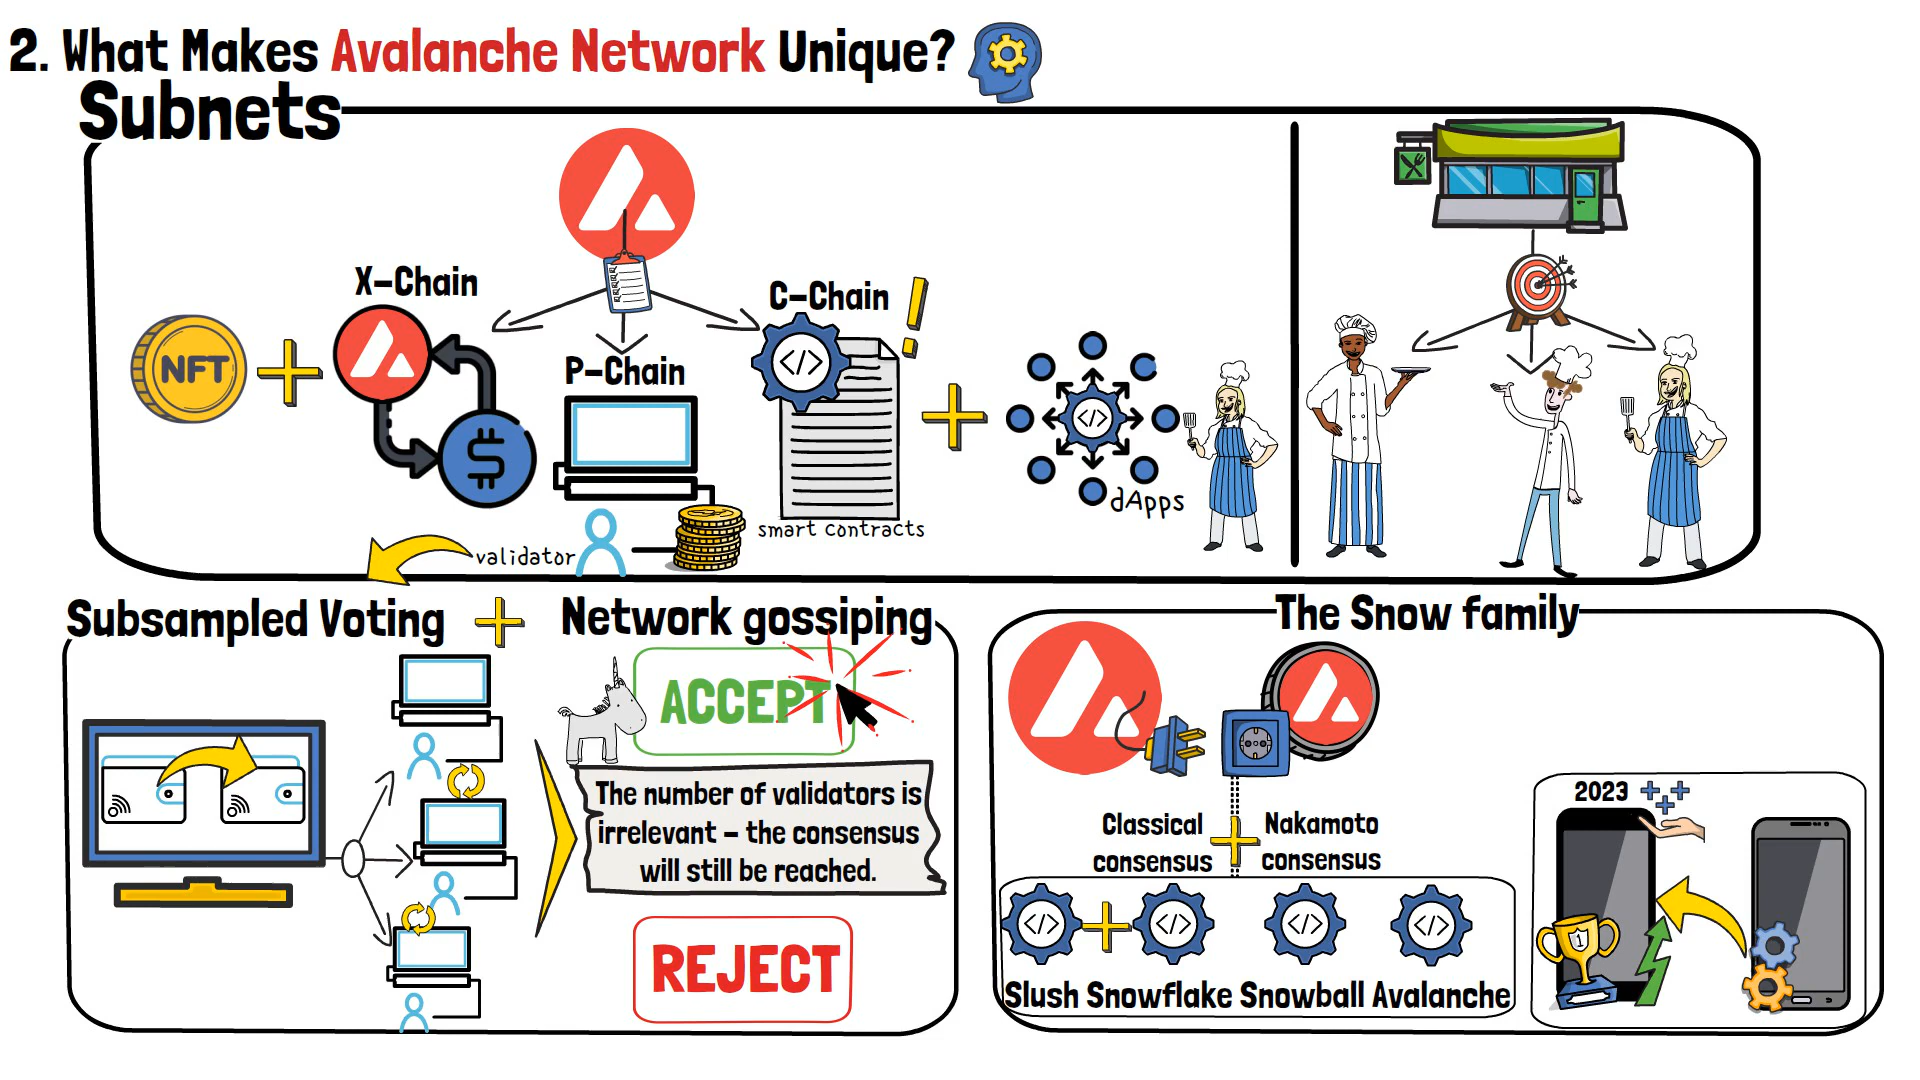 2. What Makes Avalanche Network Unique?
Subnets
X-Chain
C-Chain
P-Chain
NFT
dApps
smart contracts
validator
Subsampled Voting
Network gossiping
ACCEPT
The number of validators is
irrelevant – the consensus
will still be reached.
REJECT
The Snow family
Classical
consensus
Nakamoto
consensus
Slush Snowflake Snowball Avalanche
2023
1